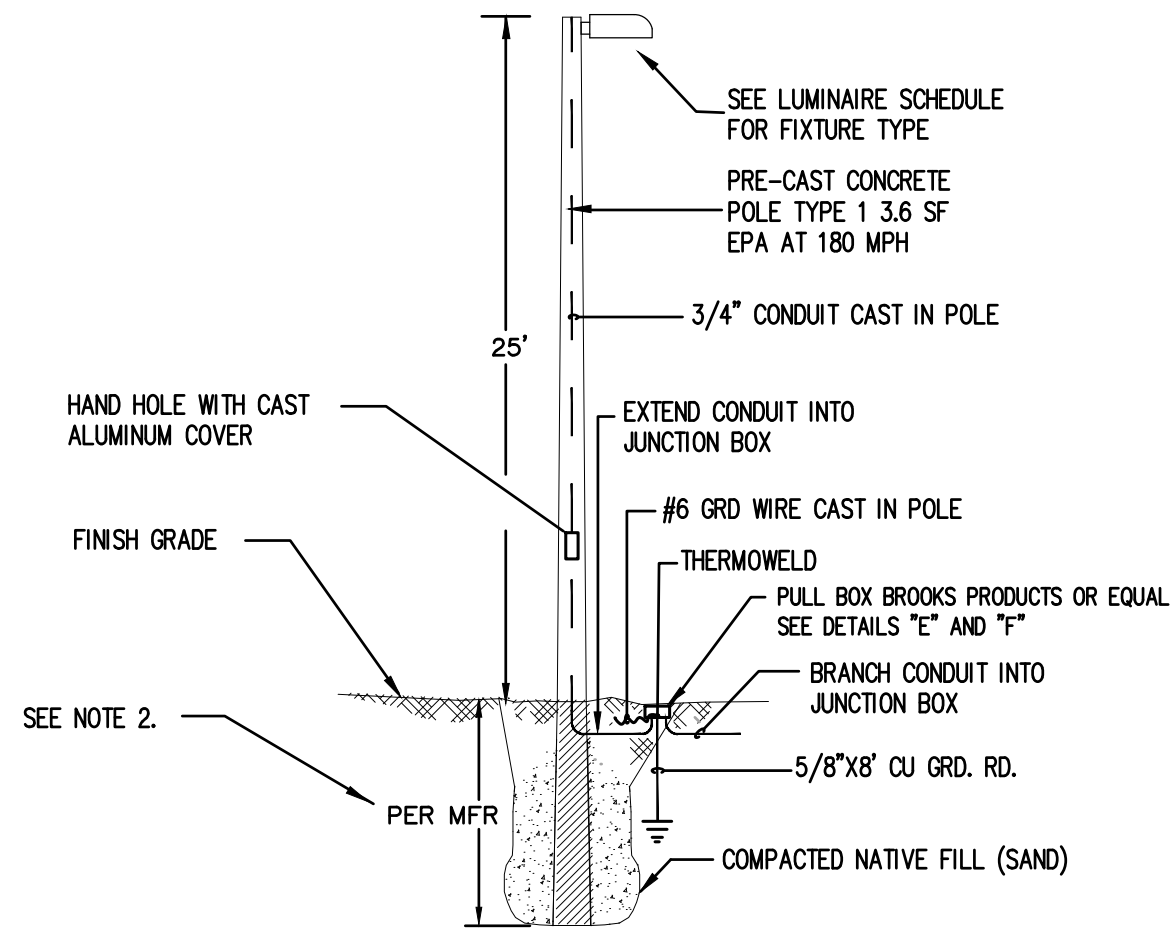 SEE LUMINAIRE SCHEDULE
FOR FIXTURE TYPE
PRE-CAST CONCRETE
POLE TYPE 1 3.6 SF
EPA AT 180 MPH
3/4" CONDUIT CAST IN POLE
25'
HAND HOLE WITH CAST
ALUMINUM COVER
EXTEND CONDUIT INTO
JUNCTION BOX
#6 GRD WIRE CAST IN POLE
FINISH GRADE
THERMOWELD
PULL BOX BROOKS PRODUCTS OR EQUAL
SEE DETAILS "E" AND "F"
BRANCH CONDUIT INTO
JUNCTION BOX
SEE NOTE 2.
5/8"X8' CU GRD. RD.
PER MFR
COMPACTED NATIVE FILL (SAND)